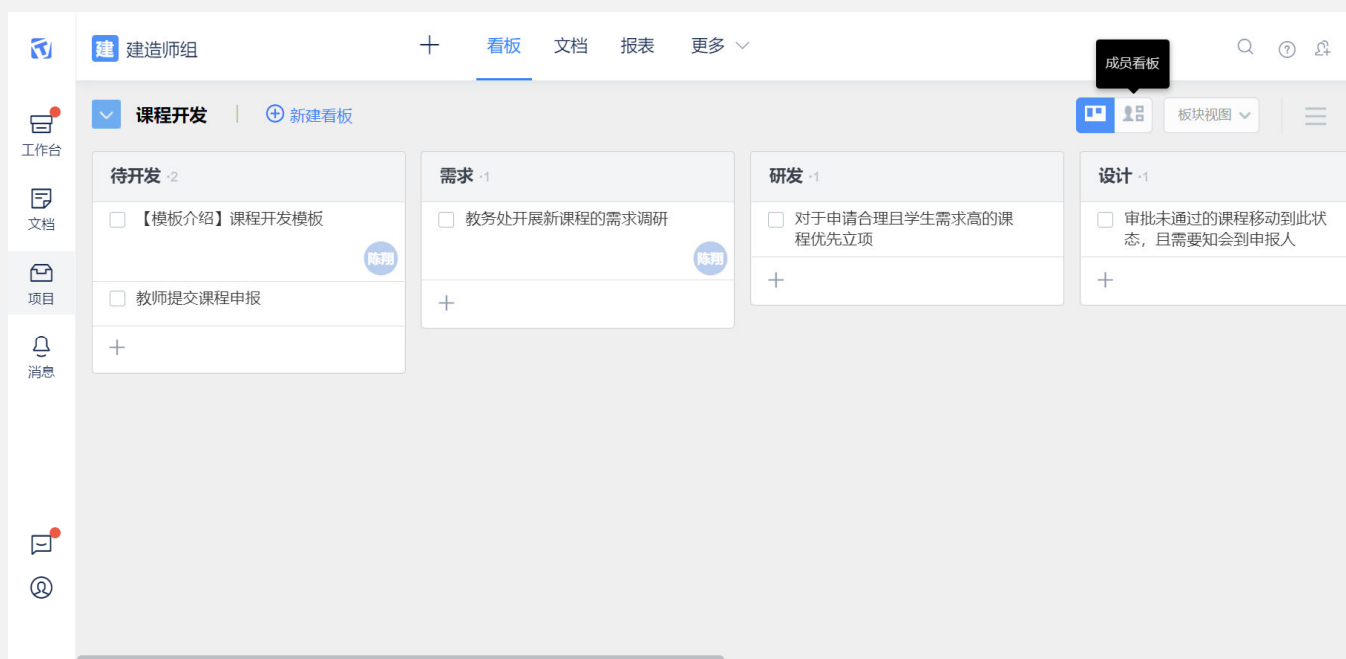 建 建造师组
看板 文档 报表 更多
成员看板
课程开发 新建看板
板块视图
工作台
文档
项目
消息
待开发 ·2
【模板介绍】课程开发模板
陈翔
教师提交课程申报
需求 ·1
教务处开展新课程的需求调研
陈翔
研发 ·1
对于申请合理且学生需求高的课
程优先立项
设计 ·1
审批未通过的课程移动到此状
态，且需要知会到申报人